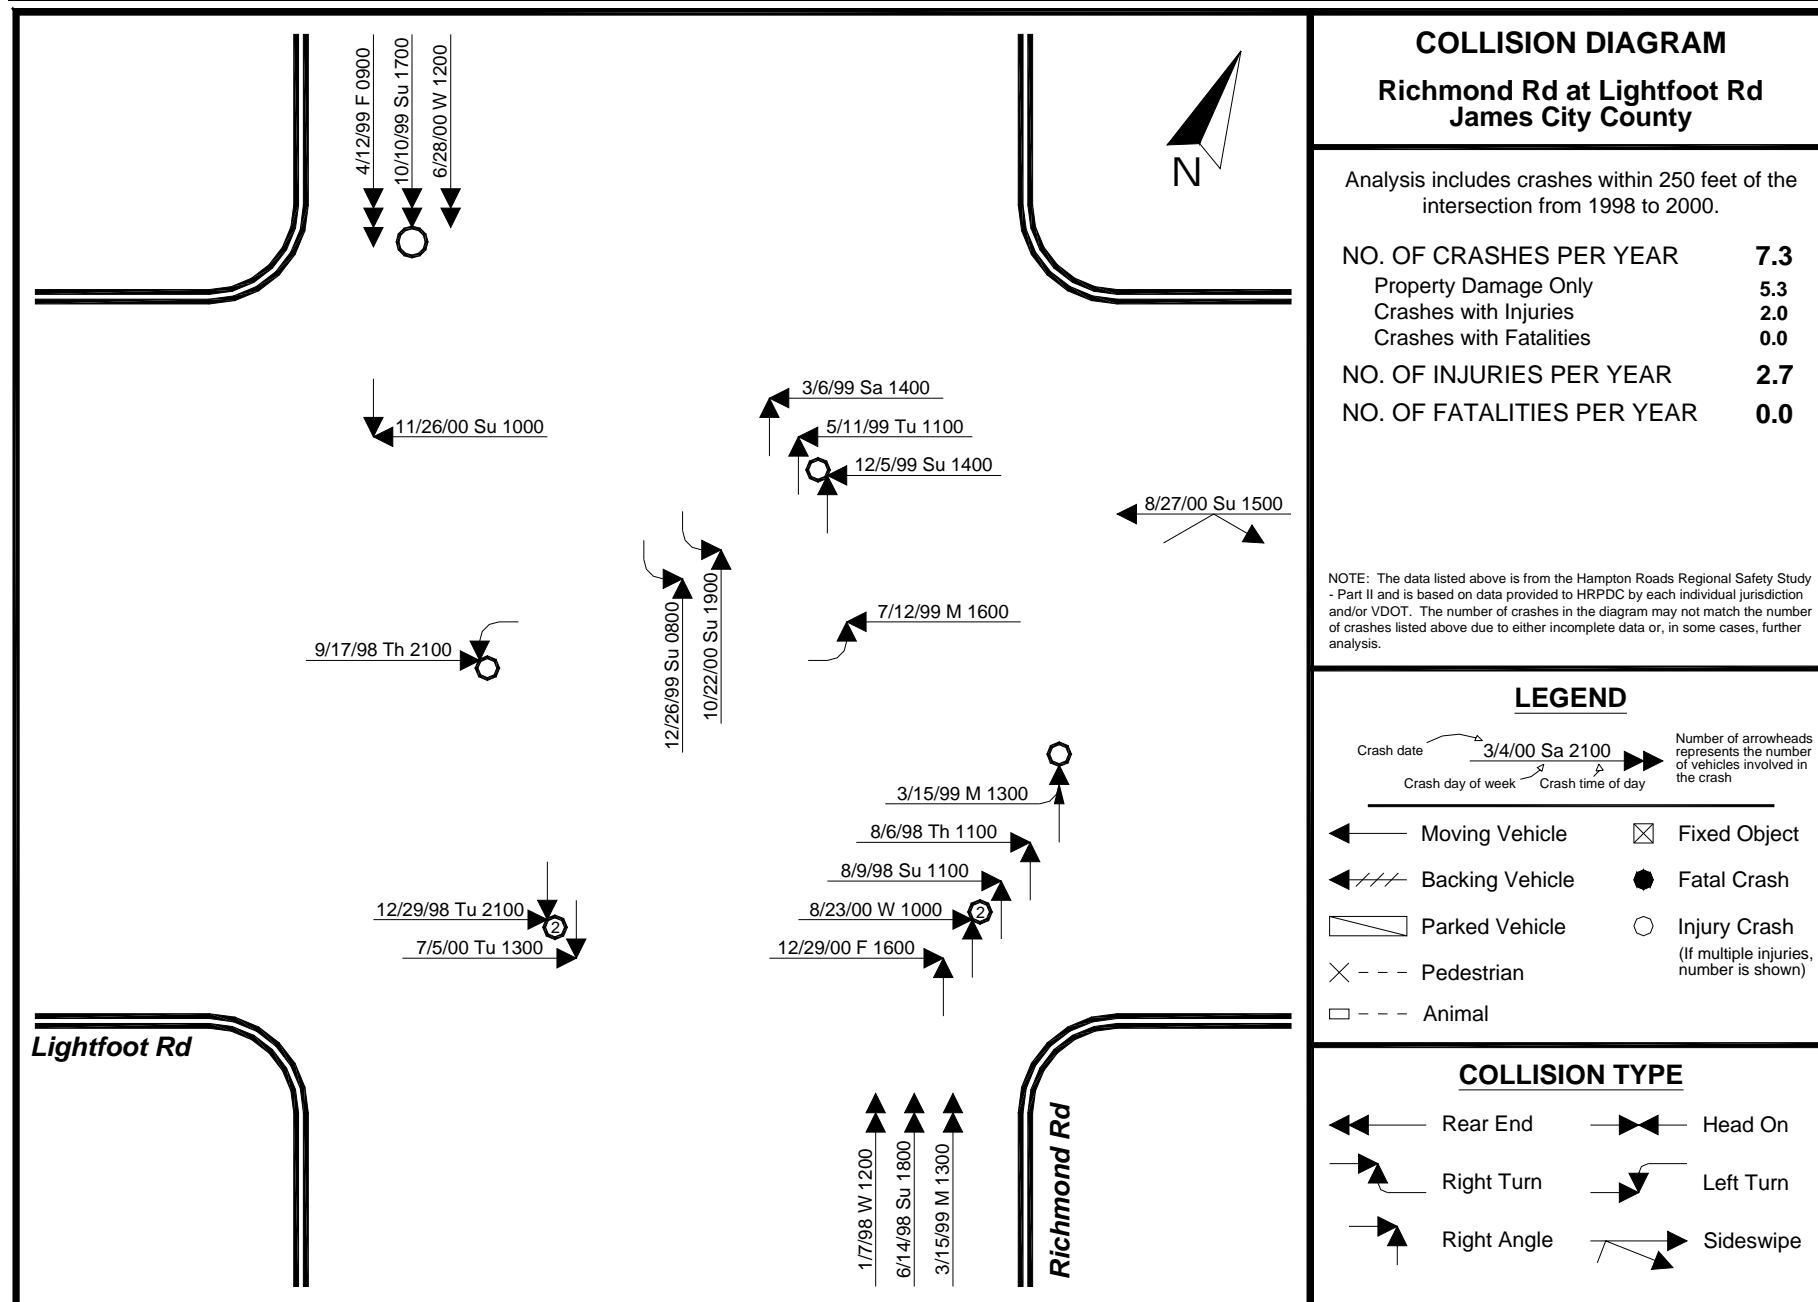 COLLISION DIAGRAM
Richmond Rd at Lightfoot Rd
James City County
Analysis includes crashes within 250 feet of the
intersection from 1998 to 2000.
NO. OF CRASHES PER YEAR 7.3
Property Damage Only 5.3
Crashes with Injuries 2.0
Crashes with Fatalities 0.0
NO. OF INJURIES PER YEAR 2.7
NO. OF FATALITIES PER YEAR 0.0
NOTE: The data listed above is from the Hampton Roads Regional Safety Study
- Part II and is based on data provided to HRPDC by each individual jurisdiction
and/or VDOT. The number of crashes in the diagram may not match the number
of crashes listed above due to either incomplete data or, in some cases, further
analysis.
LEGEND
Crash date
3/4/00 Sa 2100
Crash day of week
Crash time of day
Number of arrowheads
represents the number
of vehicles involved in
the crash
Moving Vehicle
Fixed Object
Backing Vehicle
Fatal Crash
Parked Vehicle
Injury Crash
(If multiple injuries,
number is shown)
Pedestrian
Animal
COLLISION TYPE
Rear End
Head On
Right Turn
Left Turn
Right Angle
Sideswipe
4/12/99 F 0900
10/10/99 Su 1700
6/28/00 W 1200
N
11/26/00 Su 1000
3/6/99 Sa 1400
5/11/99 Tu 1100
12/5/99 Su 1400
8/27/00 Su 1500
12/26/99 Su 0800
10/22/00 Su 1900
7/12/99 M 1600
9/17/98 Th 2100
3/15/99 M 1300
8/6/98 Th 1100
8/9/98 Su 1100
8/23/00 W 1000
2
12/29/00 F 1600
12/29/98 Tu 2100
2
7/5/00 Tu 1300
Lightfoot Rd
1/7/98 W 1200
6/14/98 Su 1800
3/15/99 M 1300
Richmond Rd